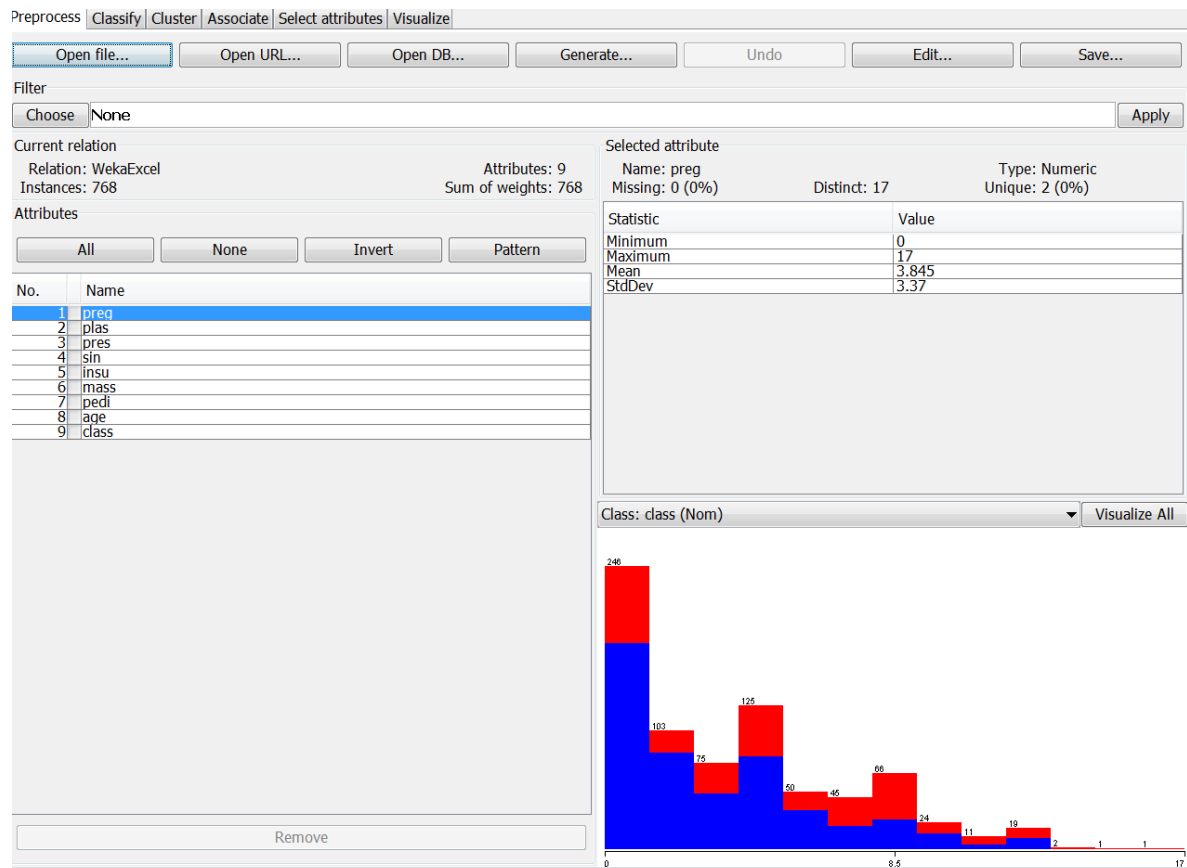 Preprocess Classify Cluster Associate Select attributes Visualize
Open file... Open URL... Open DB... Generate... Undo Edit... Save...
Filter
Choose None Apply
Current relation
Relation: WekaExcel Attributes: 9
Instances: 768 Sum of weights: 768
Attributes
All None Invert Pattern
No. Name
1 preg
2 plas
3 pres
4 sin
5 insu
6 mass
7 pedi
8 age
9 class
Remove
Selected attribute
Name: preg Type: Numeric
Missing: 0 (0%) Distinct: 17 Unique: 2 (0%)
Statistic Value
Minimum 0
Maximum 17
Mean 3.845
StdDev 3.37
Class: class (Nom) Visualize All
246
103
75
125
50
45
66
24
11
19
2
1
1
0 8.5 17